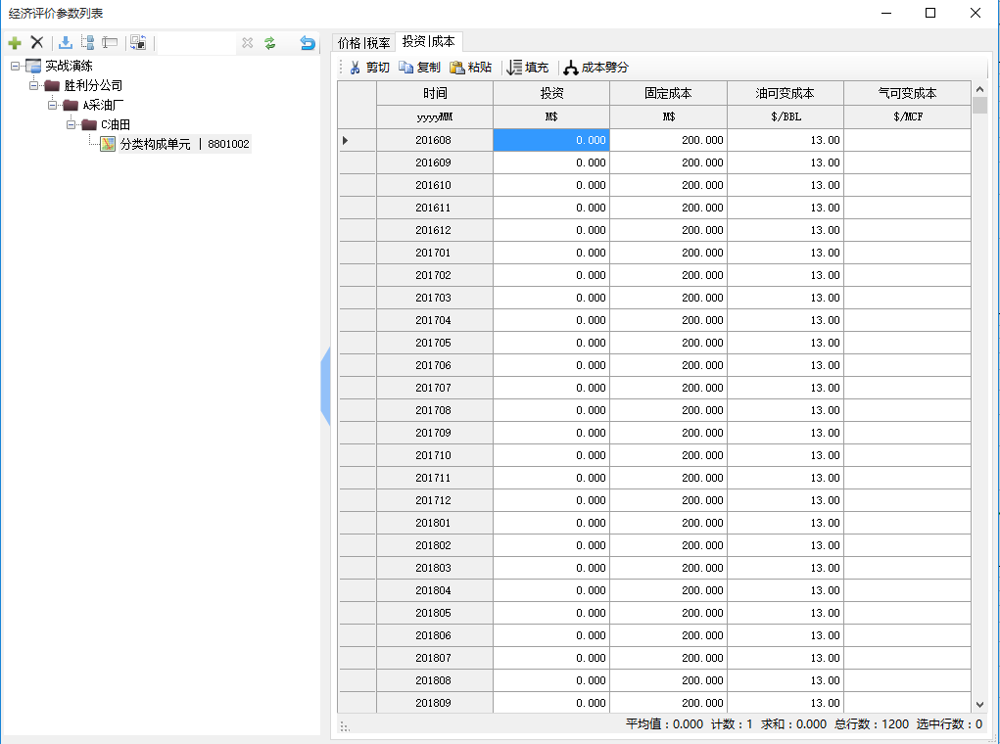 经济评价参数列表
价格|税率 投资|成本
剪切 复制 粘贴 填充 成本劈分
实战演练
胜利分公司
A采油厂
C油田
分类构成单元 | 8801002
时间 投资 固定成本 油可变成本 气可变成本
yyyyMM M$ M$ $/BBL $/MCF
201608 0.000 200.000 13.00
201609 0.000 200.000 13.00
201610 0.000 200.000 13.00
201611 0.000 200.000 13.00
201612 0.000 200.000 13.00
201701 0.000 200.000 13.00
201702 0.000 200.000 13.00
201703 0.000 200.000 13.00
201704 0.000 200.000 13.00
201705 0.000 200.000 13.00
201706 0.000 200.000 13.00
201707 0.000 200.000 13.00
201708 0.000 200.000 13.00
201709 0.000 200.000 13.00
201710 0.000 200.000 13.00
201711 0.000 200.000 13.00
201712 0.000 200.000 13.00
201801 0.000 200.000 13.00
201802 0.000 200.000 13.00
201803 0.000 200.000 13.00
201804 0.000 200.000 13.00
201805 0.000 200.000 13.00
201806 0.000 200.000 13.00
201807 0.000 200.000 13.00
201808 0.000 200.000 13.00
201809 0.000 200.000 13.00
平均值：0.000 计数：1 求和：0.000 总行数：1200 选中行数：0